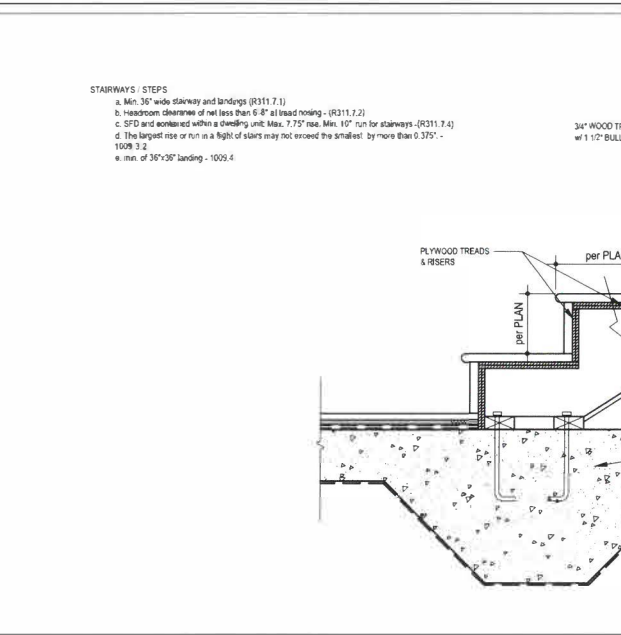 STAIRWAYS / STEPS
a. Min. 36" wide stairway and landings (R311.7.1)
b. Headroom clearance of not less than 6'-8" at tread nosing - (R311.7.2)
c. SFD and contained within a dwelling unit: Max. 7.75" rise. Min. 10" run for stairways -(R311.7.4)
d. The largest rise or run in a flight of stairs may not exceed the smallest by more than 0.375". -
1009.3.2
e. min. of 36"x36" landing - 1009.4
3/4" WOOD T
w/ 1 1/2" BULL
PLYWOOD TREADS
& RISERS
per PLA
per PLAN